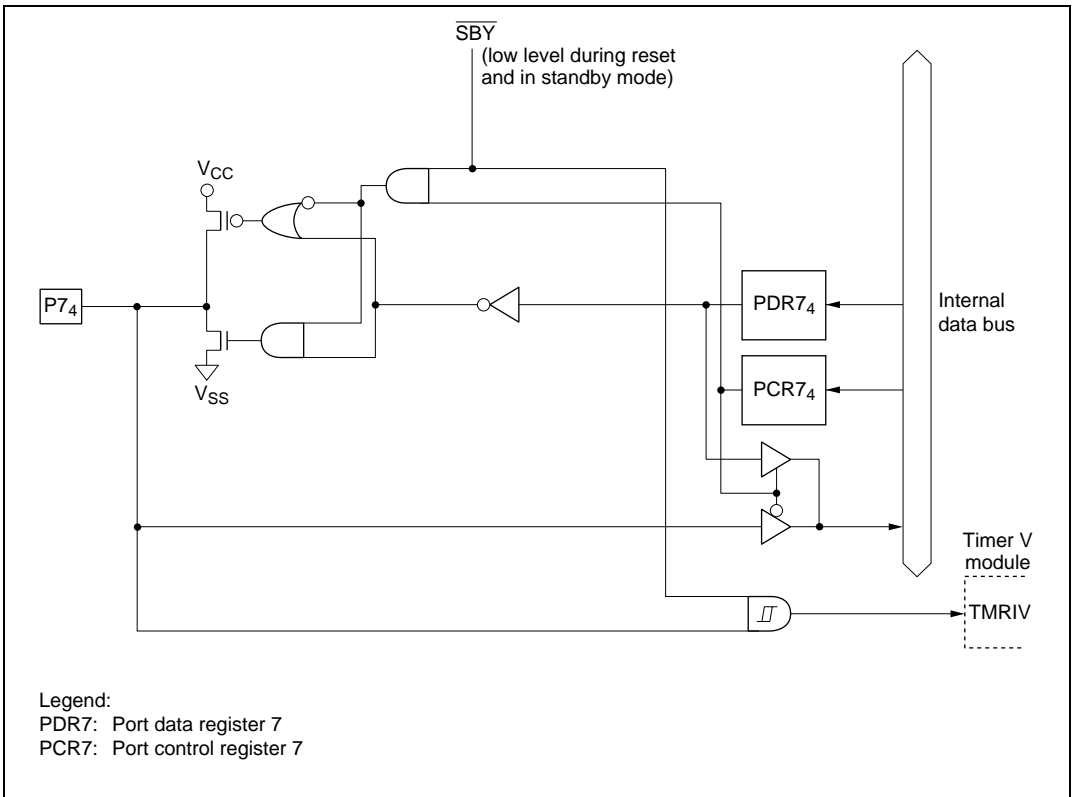 S̅B̅Y̅
(low level during reset
and in standby mode)
VCC
P74
PDR74
Internal
data bus
PCR74
VSS
Timer V
module
TMRIV
Legend:
PDR7: Port data register 7
PCR7: Port control register 7